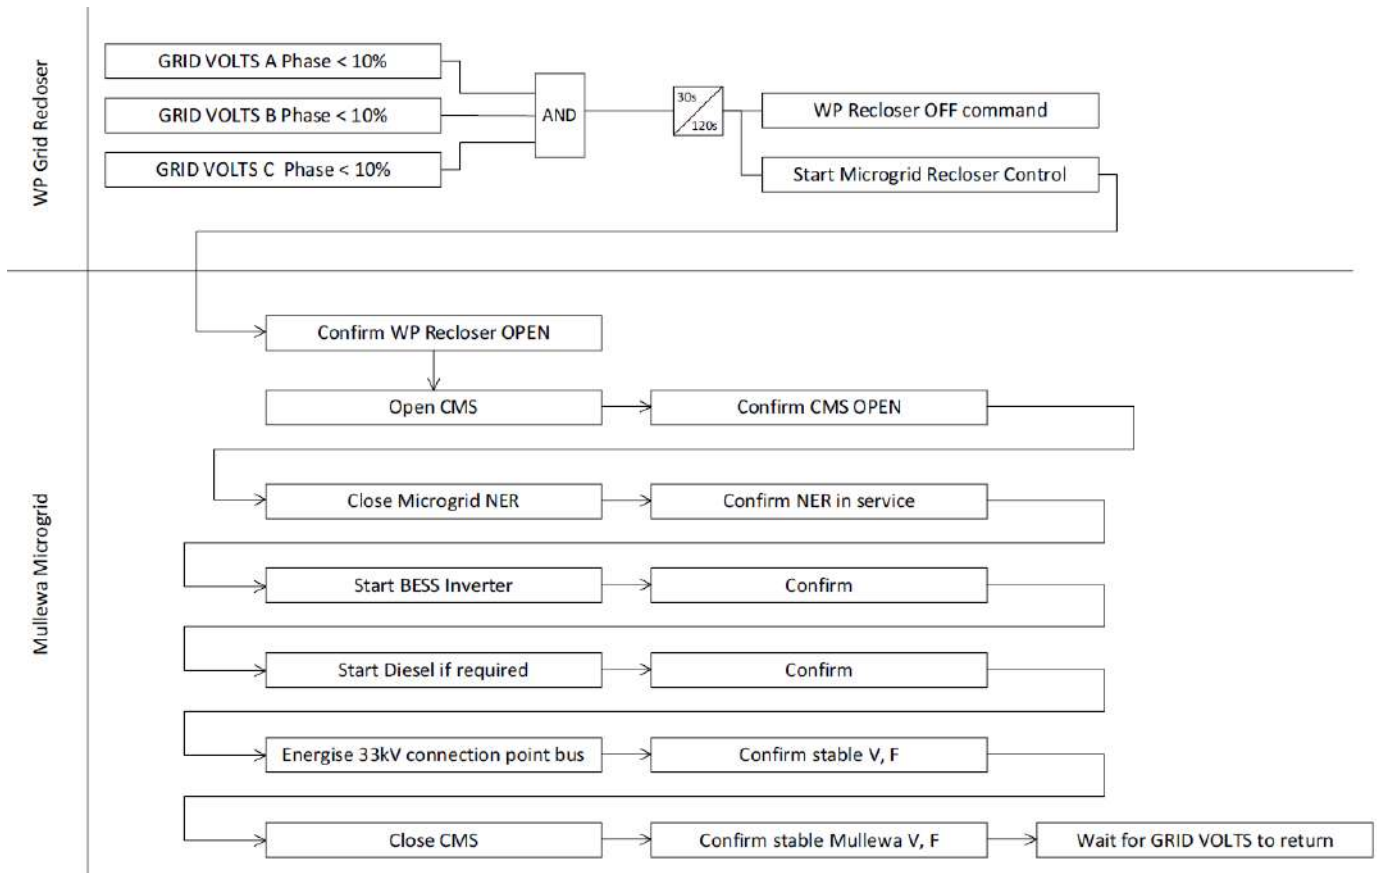 WP Grid Recloser
GRID VOLTS A Phase < 10%
GRID VOLTS B Phase < 10%
GRID VOLTS C Phase < 10%
AND
30s
120s
WP Recloser OFF command
Start Microgrid Recloser Control
Mullewa Microgrid
Confirm WP Recloser OPEN
Open CMS
Confirm CMS OPEN
Close Microgrid NER
Confirm NER in service
Start BESS Inverter
Confirm
Start Diesel if required
Confirm
Energise 33kV connection point bus
Confirm stable V, F
Close CMS
Confirm stable Mullewa V, F
Wait for GRID VOLTS to return